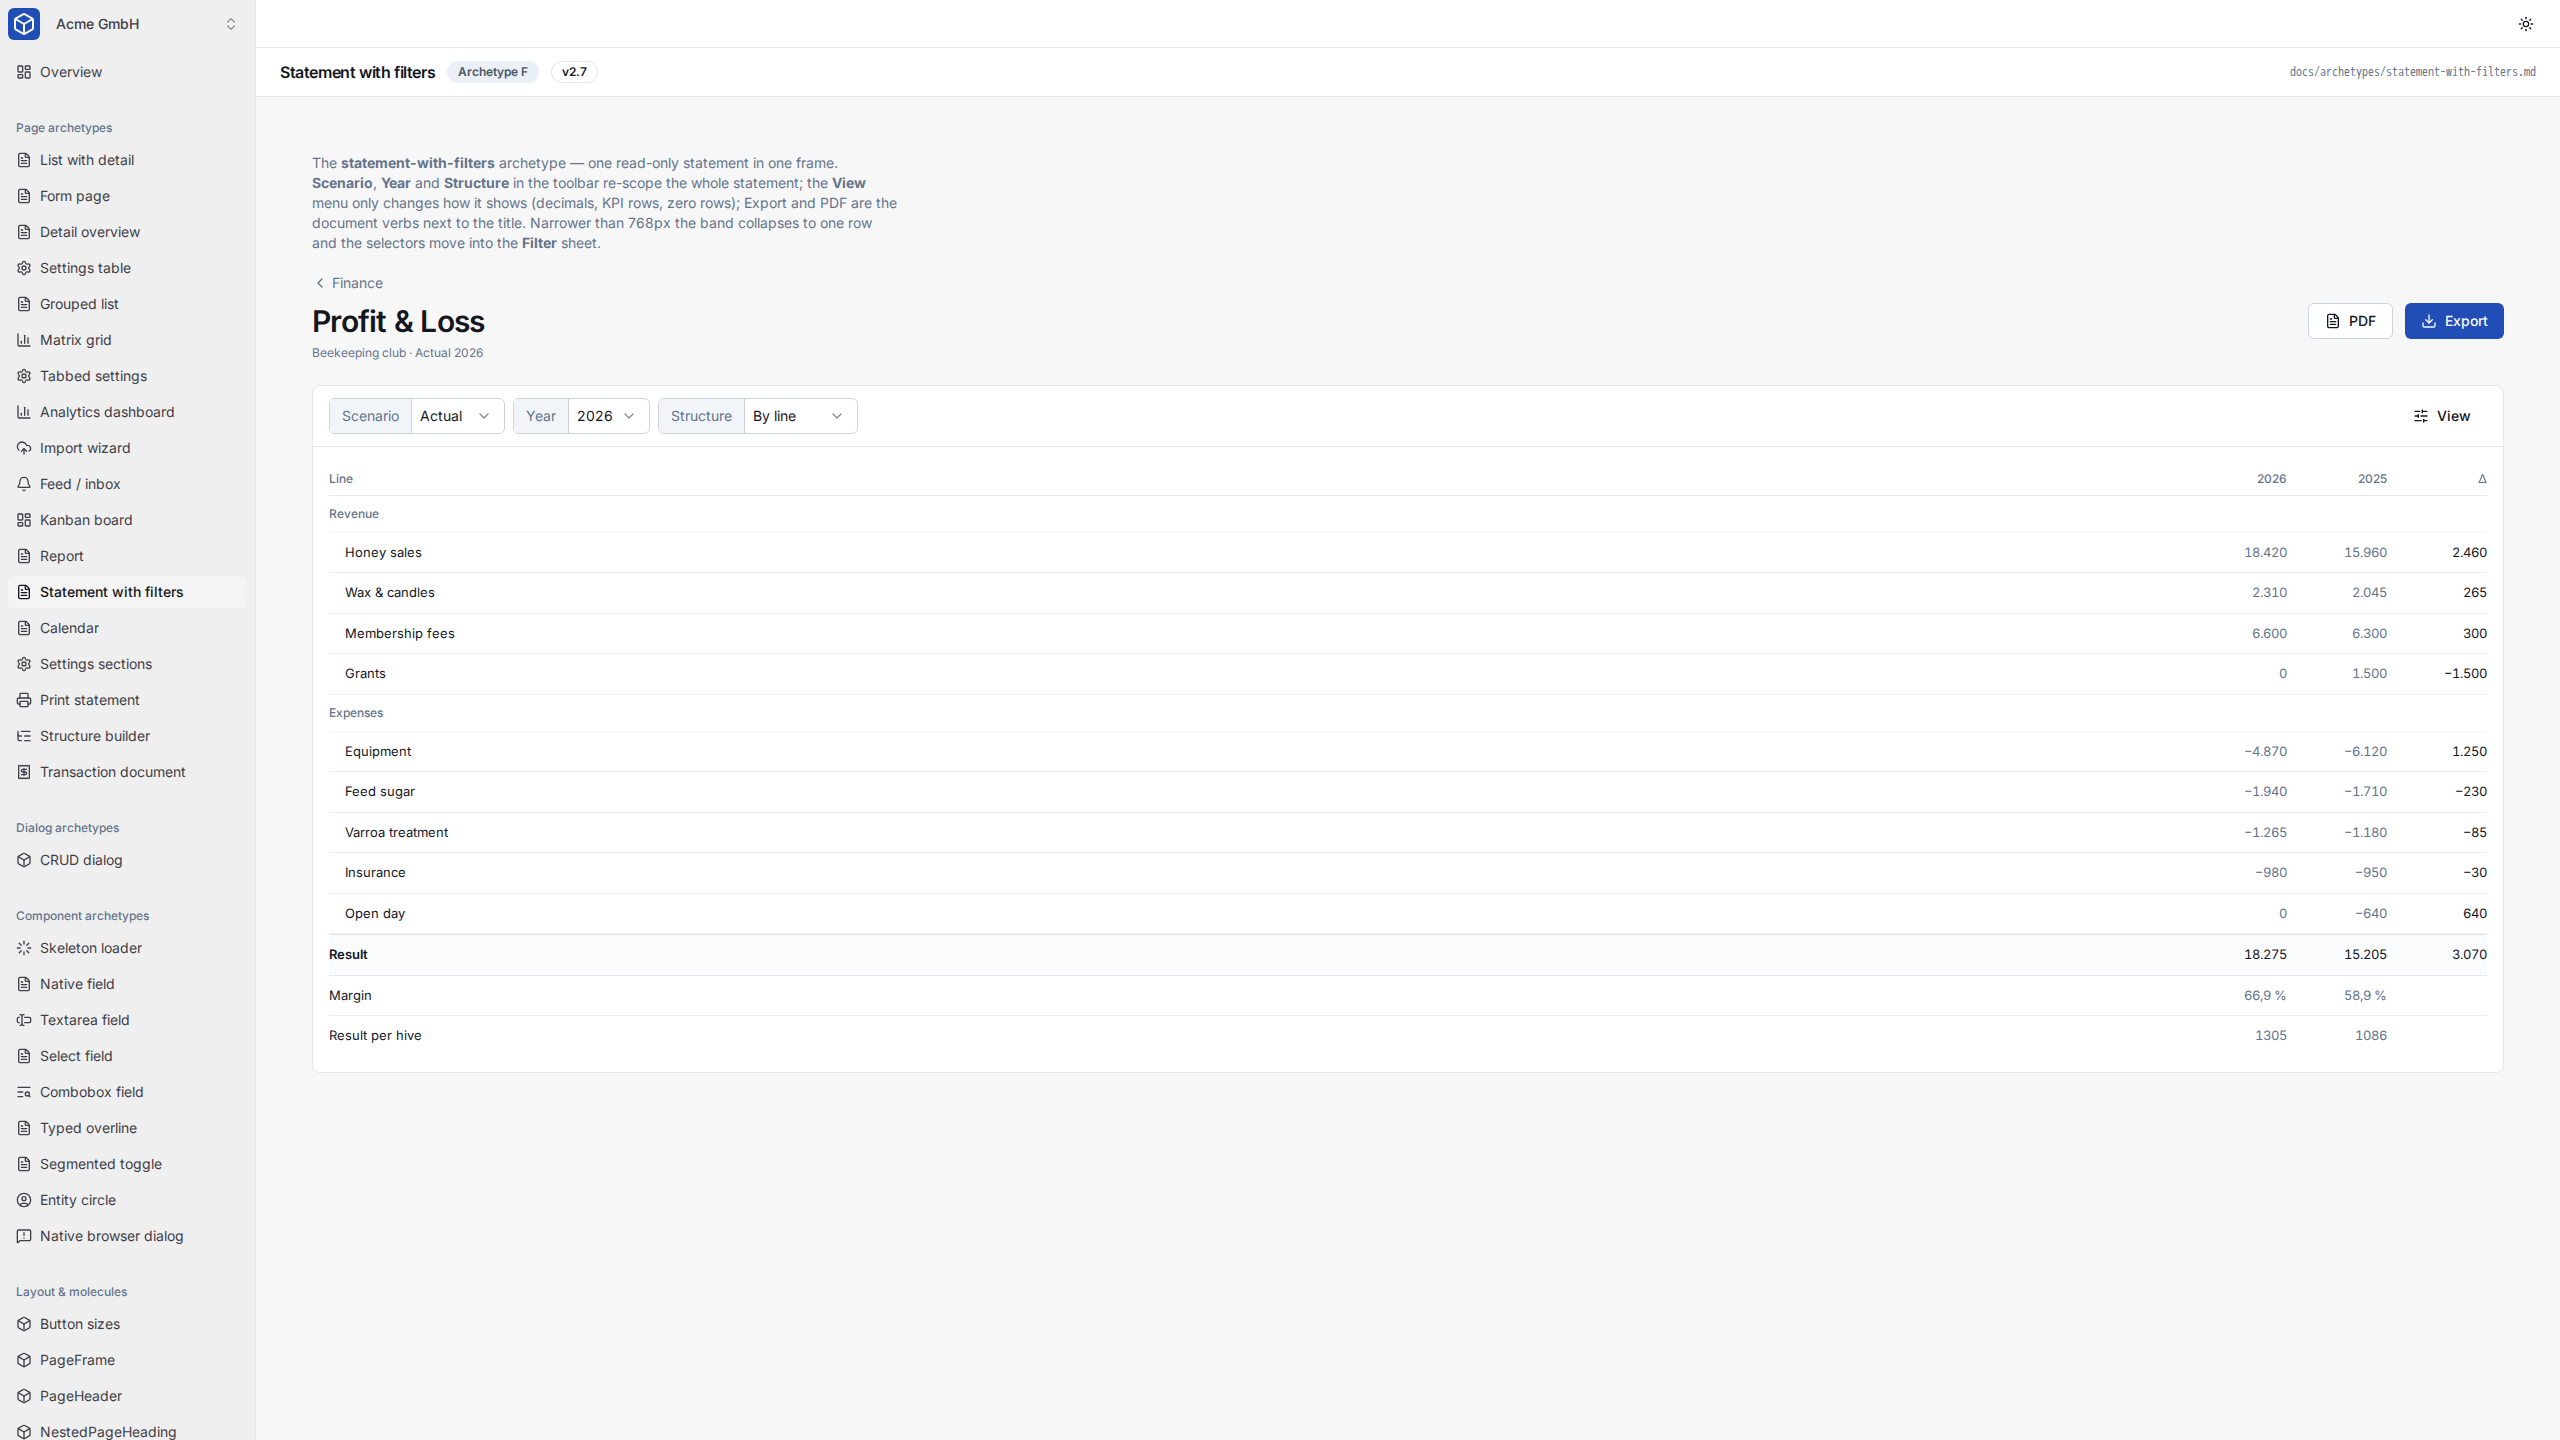 Acme GmbH
Overview
Page archetypes
List with detail
Form page
Detail overview
Settings table
Grouped list
Matrix grid
Tabbed settings
Analytics dashboard
Import wizard
Feed / inbox
Kanban board
Report
Statement with filters
Calendar
Settings sections
Print statement
Structure builder
Transaction document
Dialog archetypes
CRUD dialog
Component archetypes
Skeleton loader
Native field
Textarea field
Select field
Combobox field
Typed overline
Segmented toggle
Entity circle
Native browser dialog
Layout & molecules
Button sizes
PageFrame
PageHeader
NestedPageHeading
Statement with filters Archetype F v2.7 docs/archetypes/statement-with-filters.md
The statement-with-filters archetype — one read-only statement in one frame.
Scenario, Year and Structure in the toolbar re-scope the whole statement; the View
menu only changes how it shows (decimals, KPI rows, zero rows); Export and PDF are the
document verbs next to the title. Narrower than 768px the band collapses to one row
and the selectors move into the Filter sheet.
Finance
Profit & Loss PDF Export
Beekeeping club · Actual 2026
Scenario Actual Year 2026 Structure By line View
Line 2026 2025 Δ
Revenue
Honey sales 18.420 15.960 2.460
Wax & candles 2.310 2.045 265
Membership fees 6.600 6.300 300
Grants 0 1.500 −1.500
Expenses
Equipment −4.870 −6.120 1.250
Feed sugar −1.940 −1.710 −230
Varroa treatment −1.265 −1.180 −85
Insurance −980 −950 −30
Open day 0 −640 640
Result 18.275 15.205 3.070
Margin 66,9 % 58,9 %
Result per hive 1305 1086